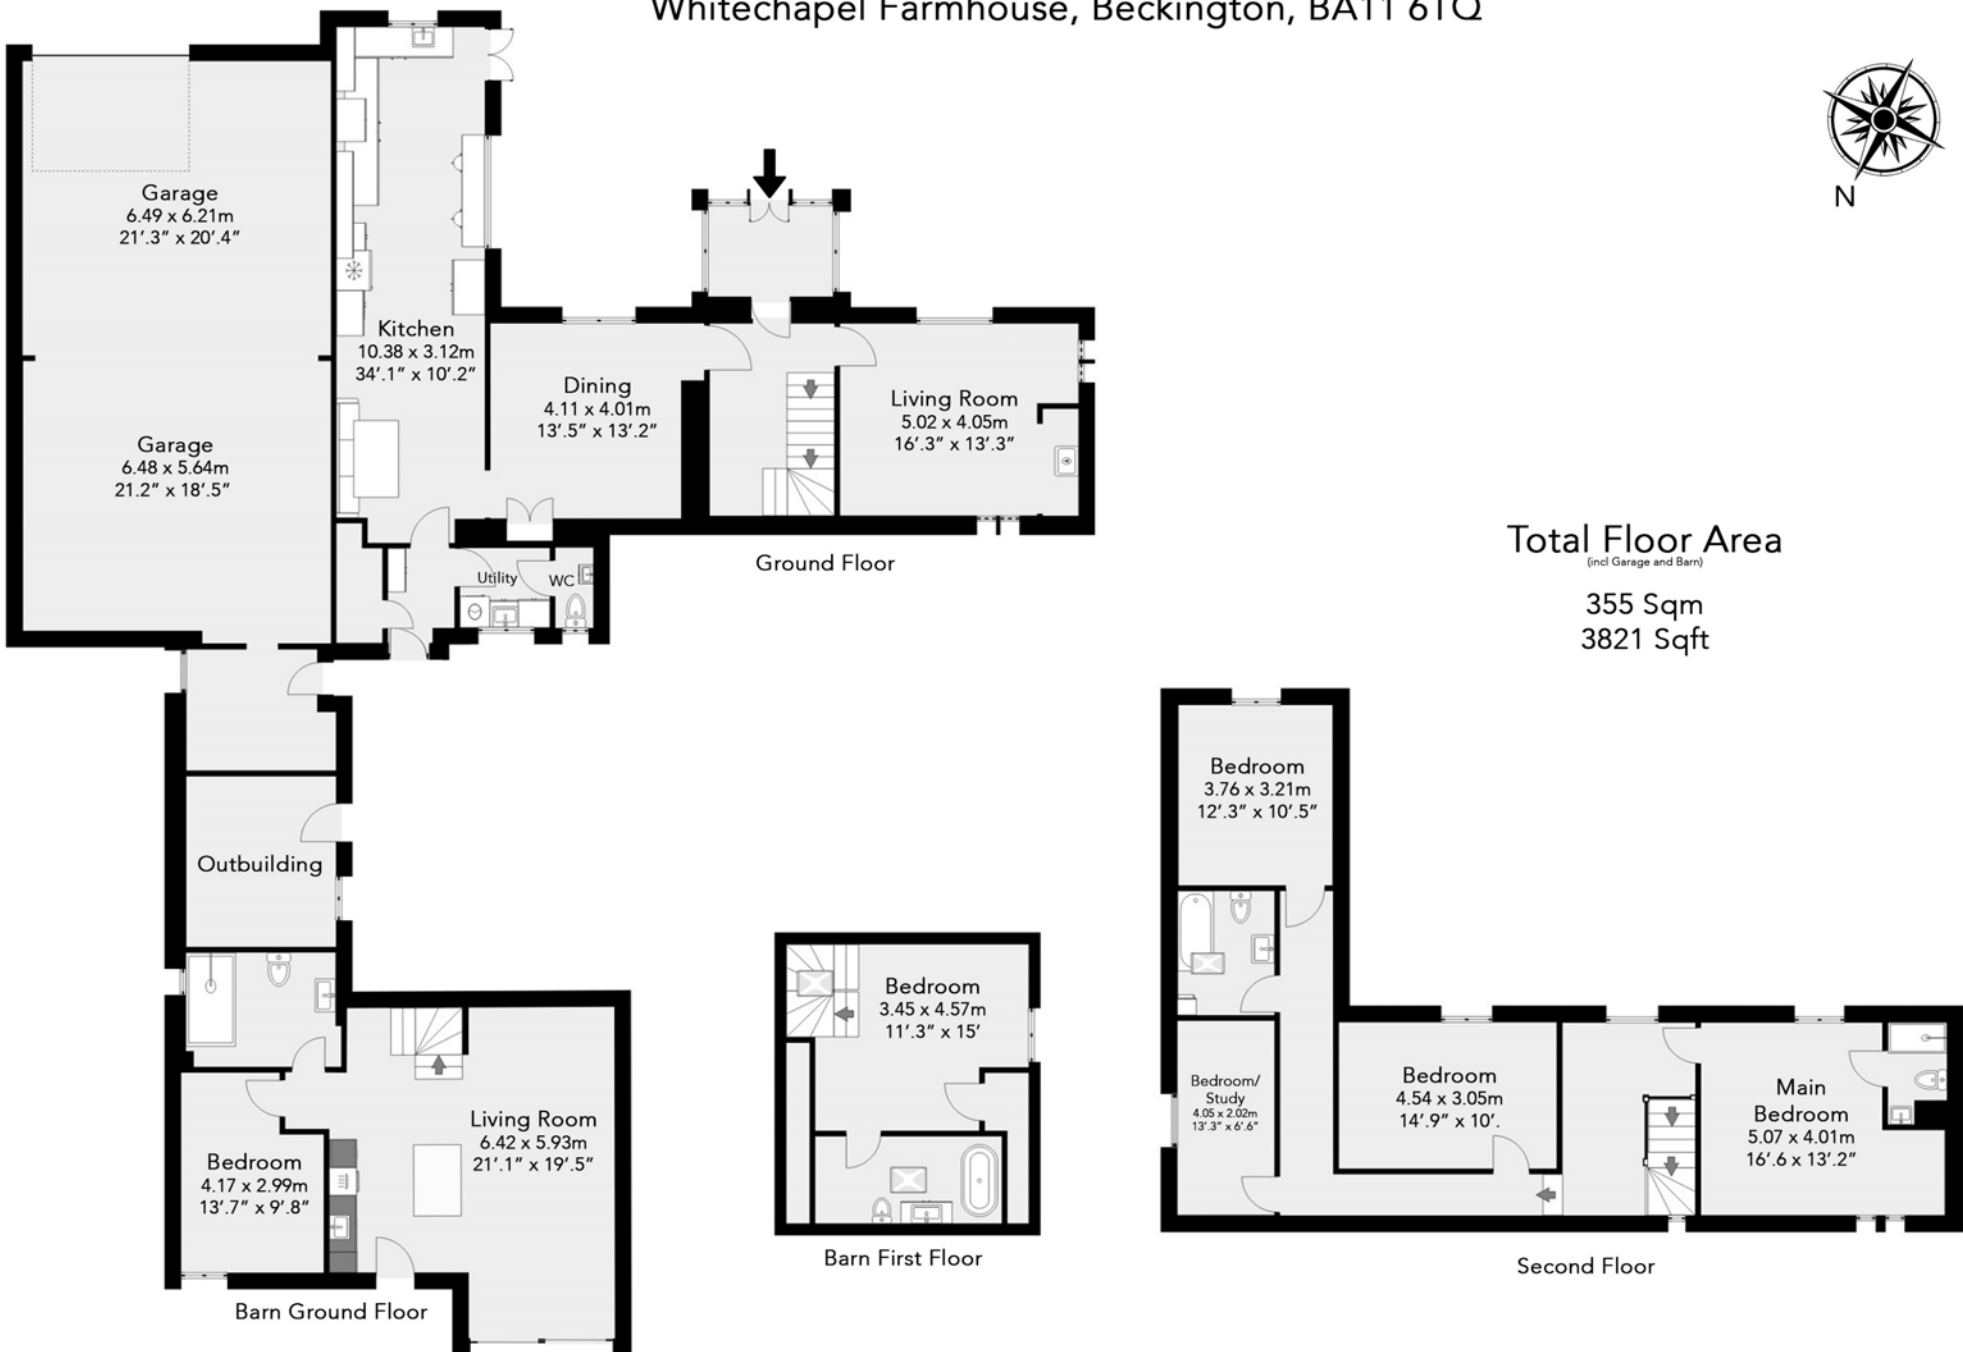 Whitechapel Farmhouse, Beckington, BA11 6TQ
N
Garage
6.49 x 6.21m
21'.3" x 20'.4"
Kitchen
10.38 x 3.12m
34'.1" x 10'.2"
Dining
4.11 x 4.01m
13'.5" x 13'.2"
Living Room
5.02 x 4.05m
16'.3" x 13'.3"
Garage
6.48 x 5.64m
21.2" x 18'.5"
Utility
WC
Ground Floor
Total Floor Area
(incl Garage and Barn)
355 Sqm
3821 Sqft
Outbuilding
Bedroom
4.17 x 2.99m
13'.7" x 9'.8"
Living Room
6.42 x 5.93m
21'.1" x 19'.5"
Barn Ground Floor
Bedroom
3.45 x 4.57m
11'.3" x 15'
Barn First Floor
Bedroom
3.76 x 3.21m
12'.3" x 10'.5"
Bedroom/
Study
4.05 x 2.02m
13'.3" x 6'.6"
Bedroom
4.54 x 3.05m
14'.9" x 10'.
Main
Bedroom
5.07 x 4.01m
16'.6 x 13'.2"
Second Floor